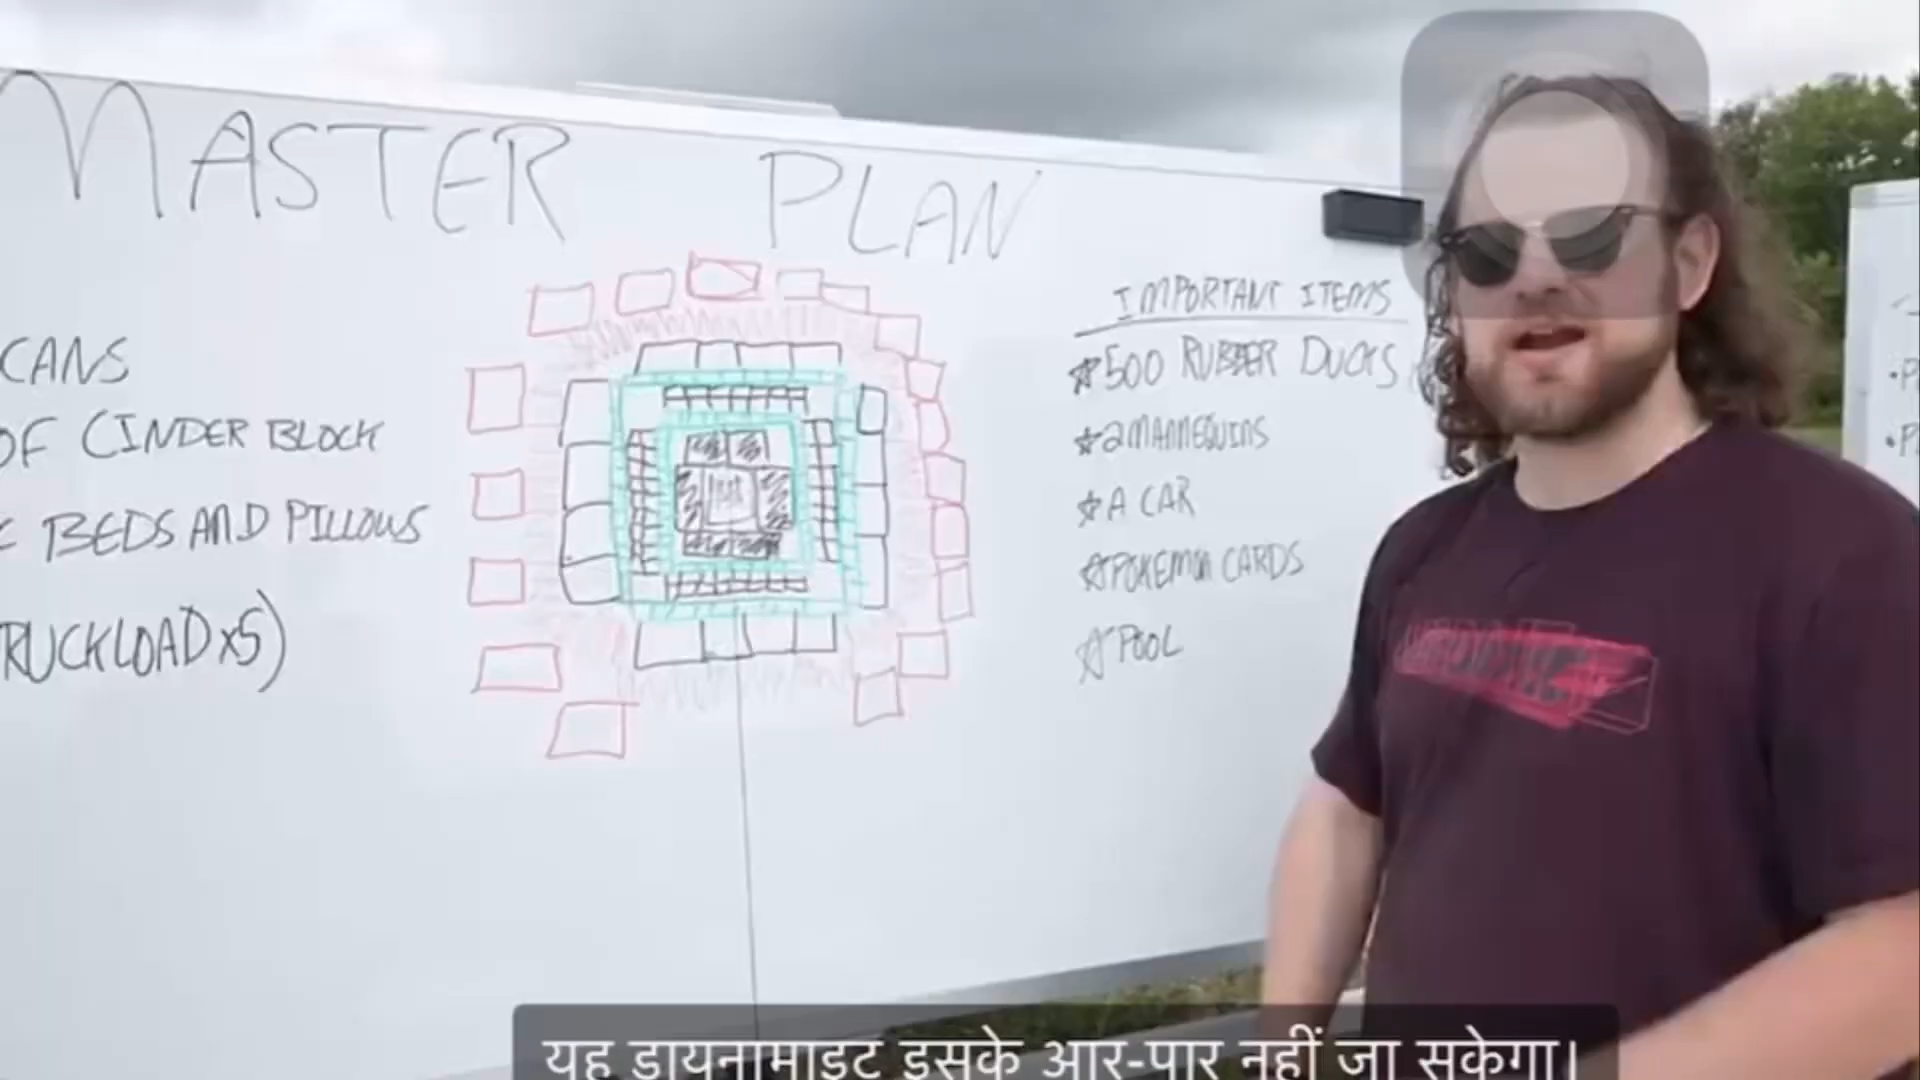 MASTER PLAN
CANS
OF CINDER BLOCK
BEDS AND PILLOWS
TRUCKLOAD x5)
IMPORTANT ITEMS
☆500 RUBBER DUCKS
☆2 MANNEQUINS
☆A CAR
☆POKEMON CARDS
☆POOL
यह डायनामाइट इसके आर-पार नहीं जा सकेगा।